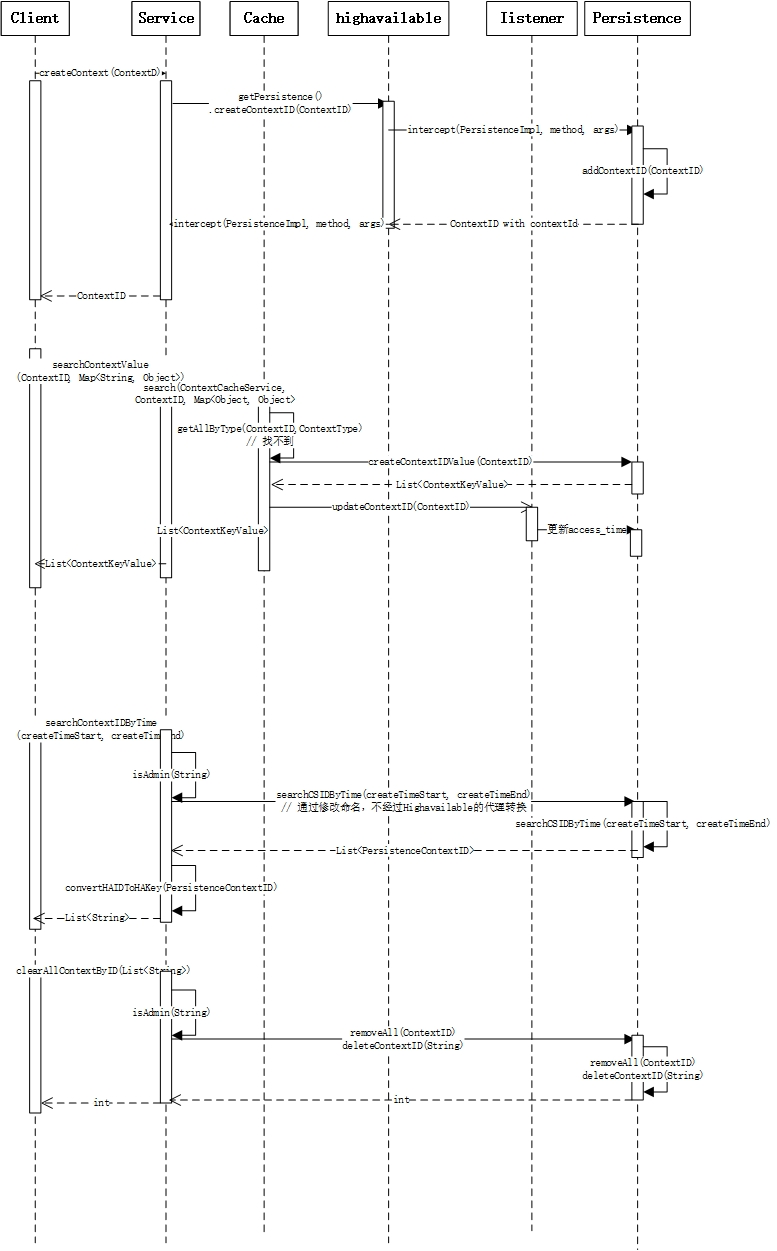 Client
Service
Cache
highavailable
Iistener
Persistence
createContext(ContextD)
getPersistence()
.createContextID(ContextID)
intercept(PersistenceImpl, method, args)
addContextID(ContextID)
intercept(PersistenceImpl, method, args)
ContextID with contextId
ContextID
searchContextValue
(ContextID, Map<String, Object>)
search(ContextCacheService,
ContextID, Map<Object, Object>
getAllByType(ContextID,ContextType)
// 找不到
createContextIDValue(ContextID)
List<ContextKeyValue>
updateContextID(ContextID)
List<ContextKeyValue>
更新access_time
List<ContextKeyValue>
searchContextIDByTime
(createTimeStart, createTimeEnd)
isAdmin(String)
searchCSIDByTime(createTimeStart, createTimeEnd)
// 通过修改命名，不经过Highavailable的代理转换
searchCSIDByTime(createTimeStart, createTimeEnd)
List<PersistenceContextID>
convertHAIDToHAKey(PersistenceContextID)
List<String>
clearAllContextByID(List<String>)
isAdmin(String)
removeAll(ContextID)
deleteContextID(String)
removeAll(ContextID)
deleteContextID(String)
int
int